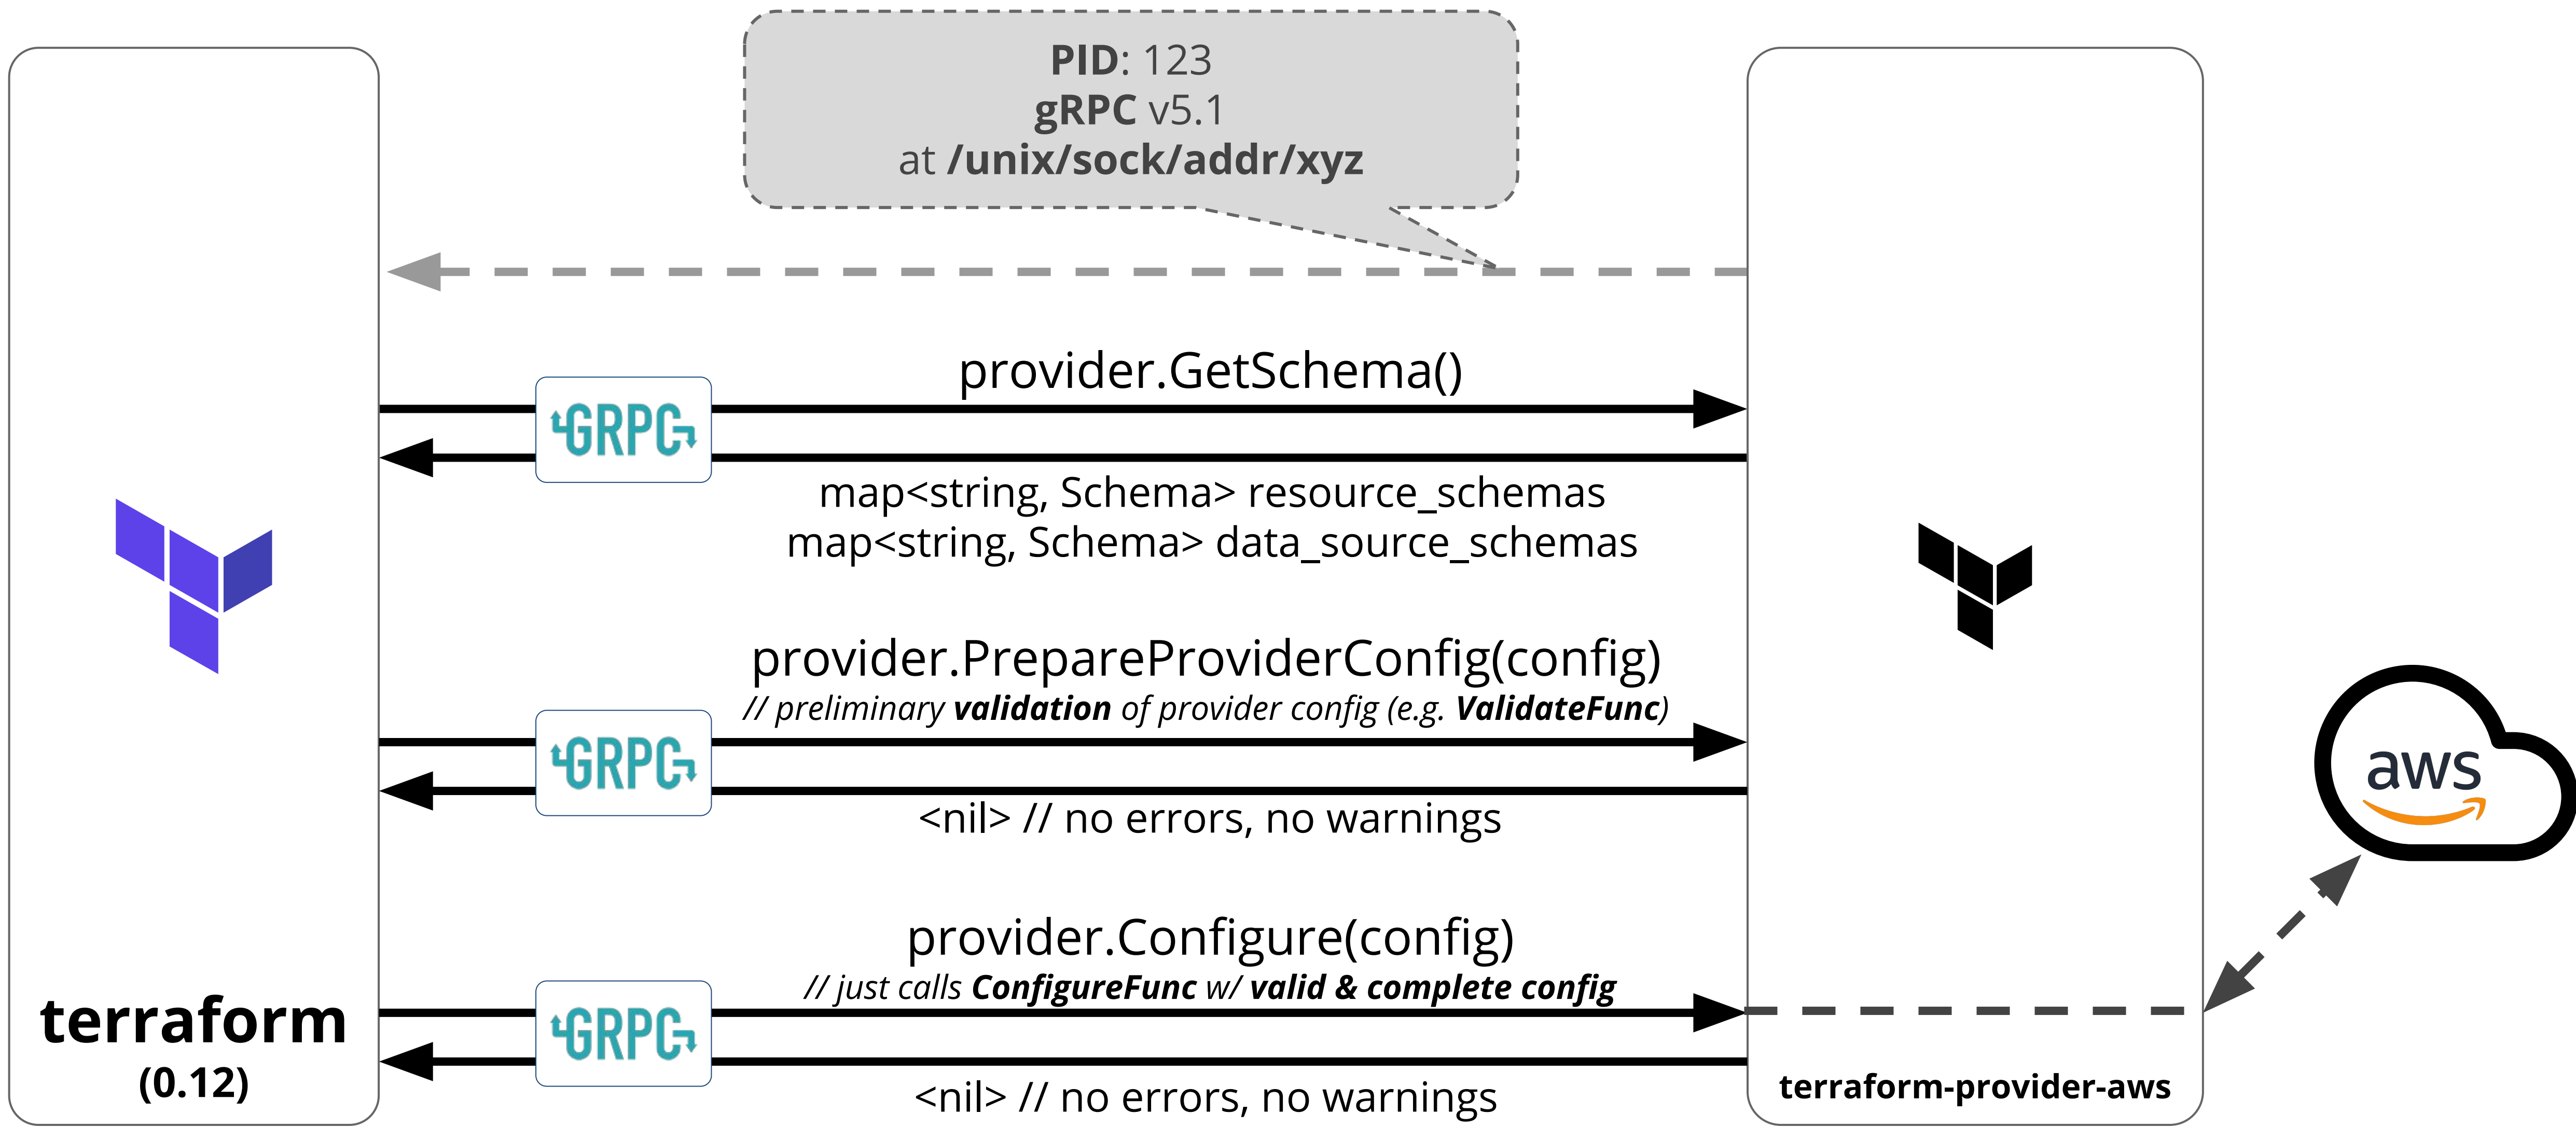 PID: 123
gRPC v5.1
at /unix/sock/addr/xyz
provider.GetSchema()
GRPC
map<string, Schema> resource_schemas
map<string, Schema> data_source_schemas
provider.PrepareProviderConfig(config)
// preliminary validation of provider config (e.g. ValidateFunc)
GRPC
<nil> // no errors, no warnings
aws
provider.Configure(config)
// just calls ConfigureFunc w/ valid & complete config
GRPC
<nil> // no errors, no warnings
terraform
(0.12)
terraform-provider-aws